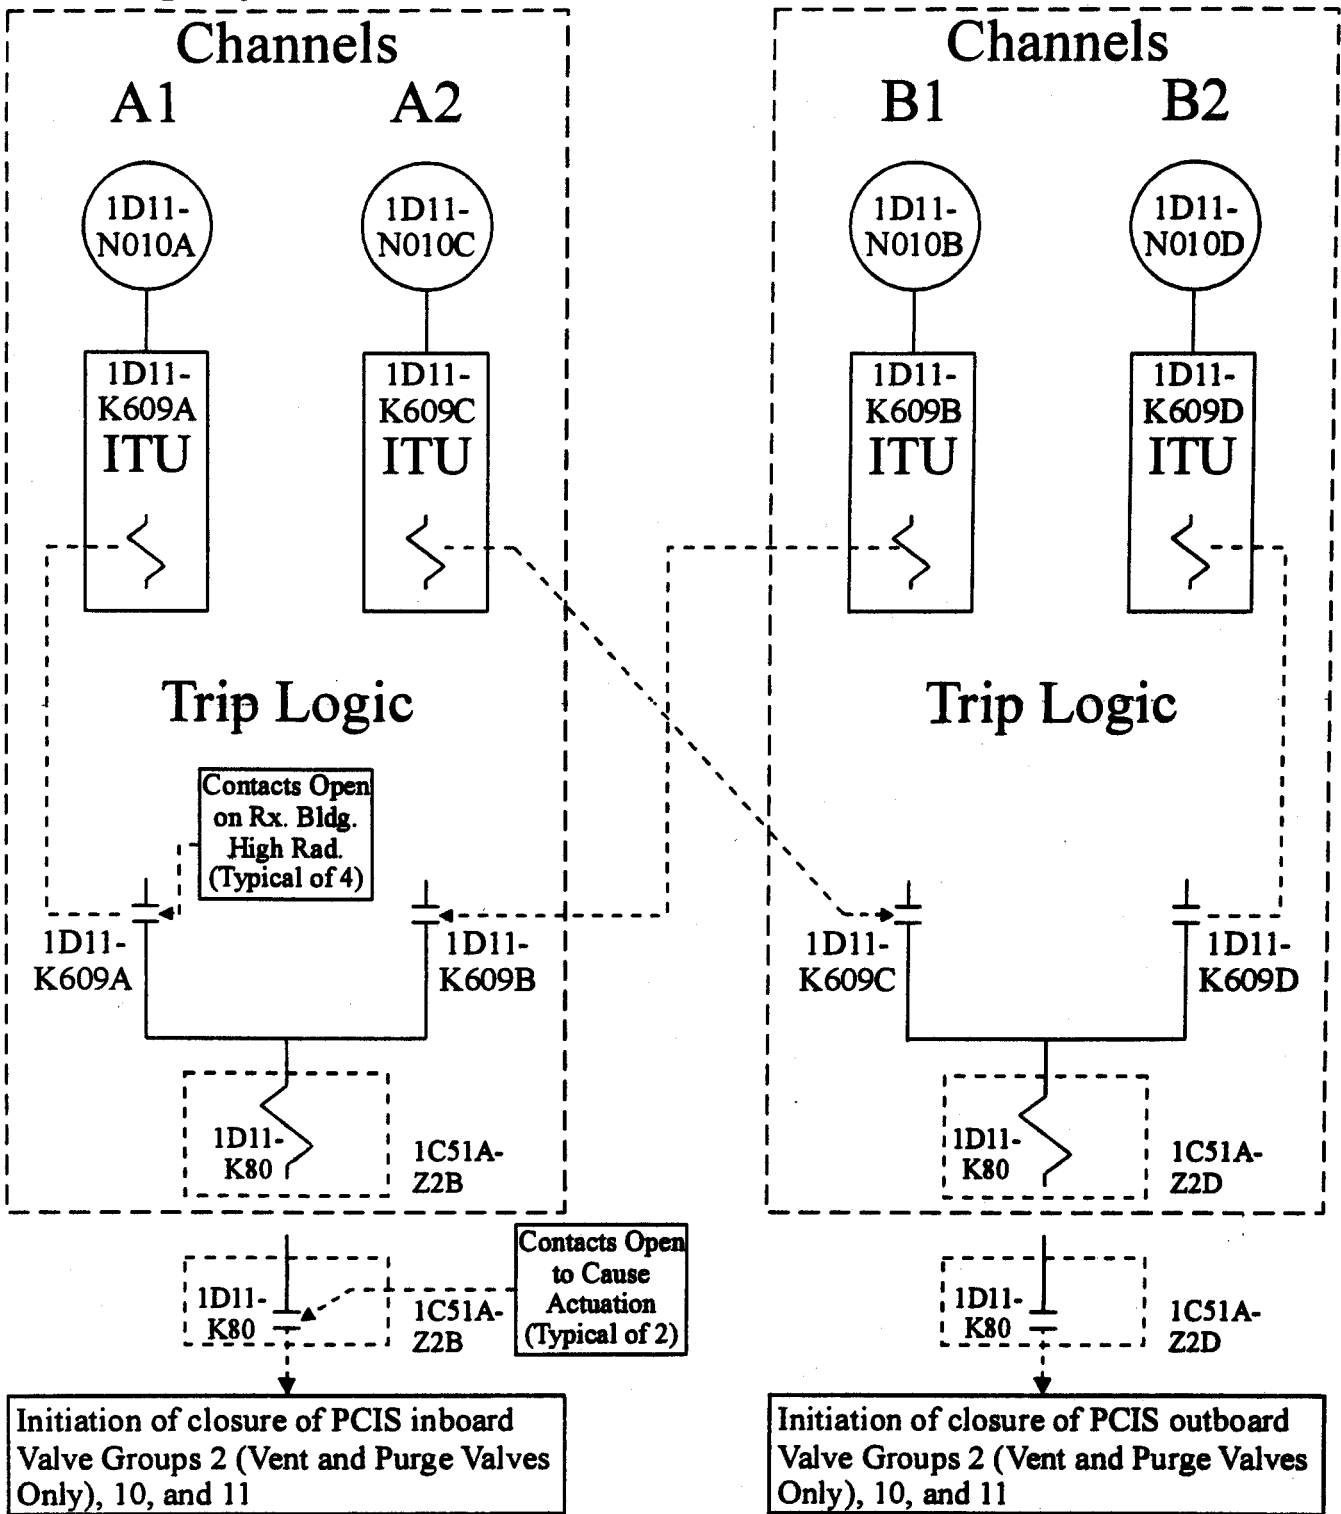 Channels
A1
A2
1D11-
N010A
1D11-
N010C
1D11-
K609A
ITU
1D11-
K609C
ITU
Trip Logic
Contacts Open
on Rx. Bldg.
High Rad.
(Typical of 4)
1D11-
K609A
1D11-
K609B
1D11-
K80
1C51A-
Z2B
1D11-
K80
1C51A-
Z2B
Contacts Open
to Cause
Actuation
(Typical of 2)
Initiation of closure of PCIS inboard
Valve Groups 2 (Vent and Purge Valves
Only), 10, and 11
Channels
B1
B2
1D11-
N010B
1D11-
N010D
1D11-
K609B
ITU
1D11-
K609D
ITU
Trip Logic
1D11-
K609C
1D11-
K609D
1D11-
K80
1C51A-
Z2D
1D11-
K80
1C51A-
Z2D
Initiation of closure of PCIS outboard
Valve Groups 2 (Vent and Purge Valves
Only), 10, and 11